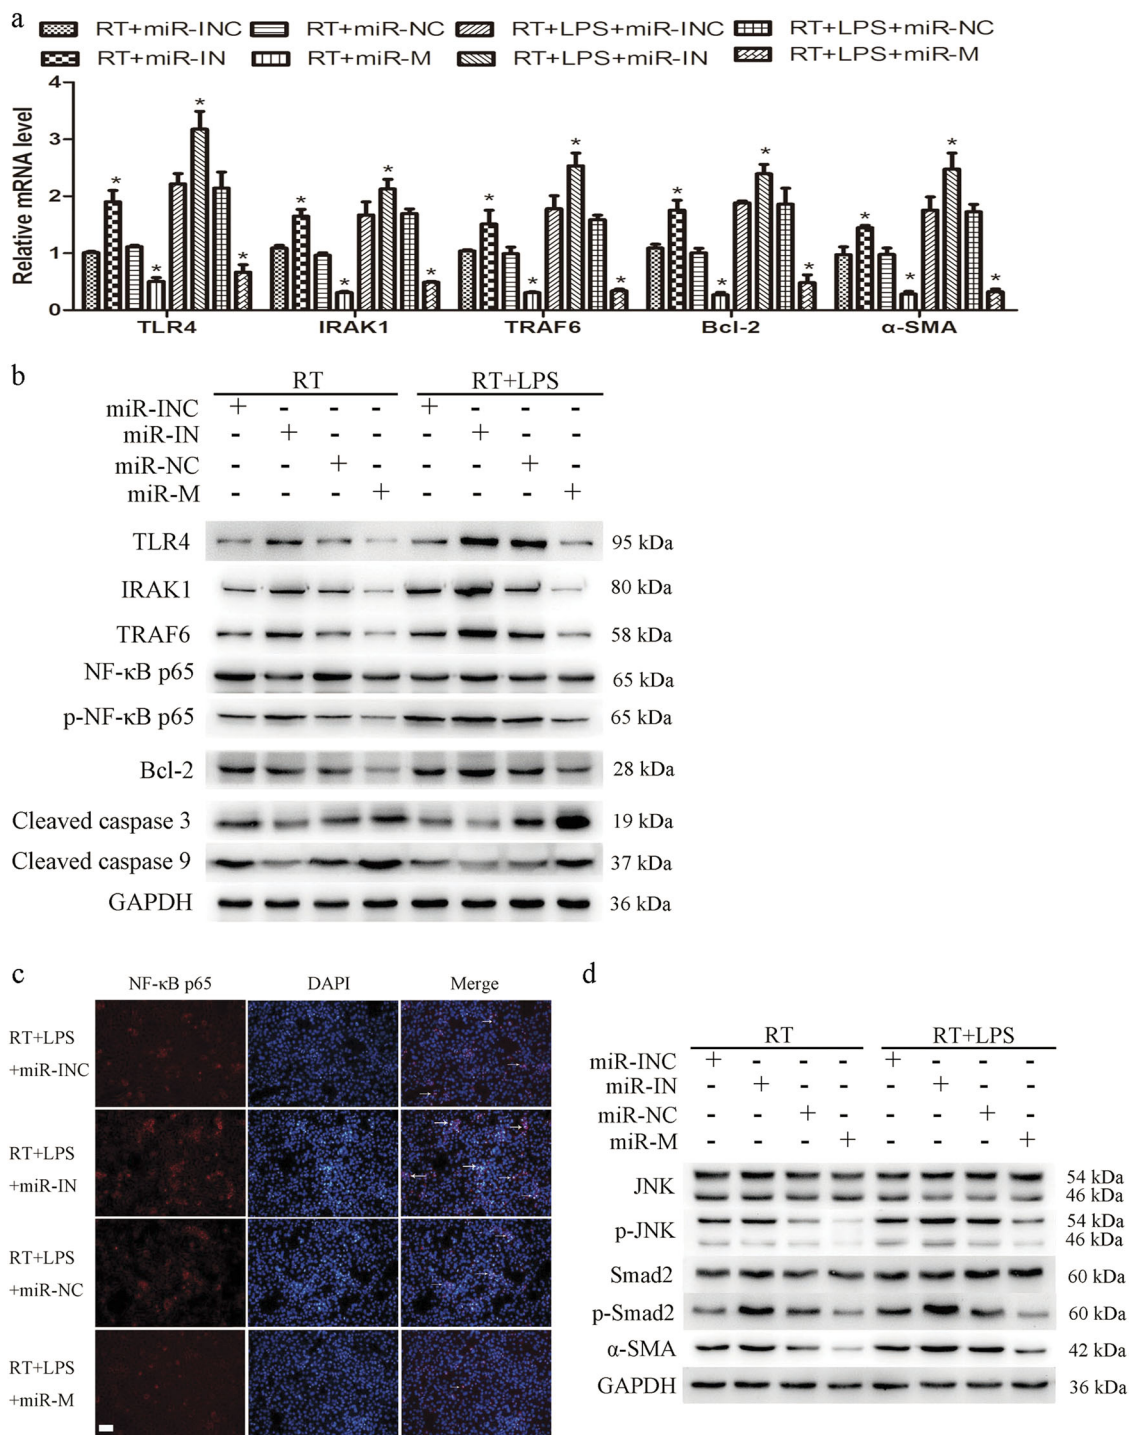 a
RT+miR-INC RT+miR-NC RT+LPS+miR-INC RT+LPS+miR-NC
RT+miR-IN RT+miR-M RT+LPS+miR-IN RT+LPS+miR-M
Relative mRNA level
4
3
2
1
0
* * * * * * * * * * * * * * * * * * * *
TLR4 IRAK1 TRAF6 Bcl-2 α-SMA
b
RT RT+LPS
miR-INC + - - - + - - -
miR-IN - + - - - + - -
miR-NC - - + - - - + -
miR-M - - - + - - - +
TLR4 95 kDa
IRAK1 80 kDa
TRAF6 58 kDa
NF-κB p65 65 kDa
p-NF-κB p65 65 kDa
Bcl-2 28 kDa
Cleaved caspase 3 19 kDa
Cleaved caspase 9 37 kDa
GAPDH 36 kDa
c
NF-κB p65 DAPI Merge
RT+LPS
+miR-INC
RT+LPS
+miR-IN
RT+LPS
+miR-NC
RT+LPS
+miR-M
d
RT RT+LPS
miR-INC + - - - + - - -
miR-IN - + - - - + - -
miR-NC - - + - - - + -
miR-M - - - + - - - +
JNK 54 kDa
46 kDa
p-JNK 54 kDa
46 kDa
Smad2 60 kDa
p-Smad2 60 kDa
α-SMA 42 kDa
GAPDH 36 kDa